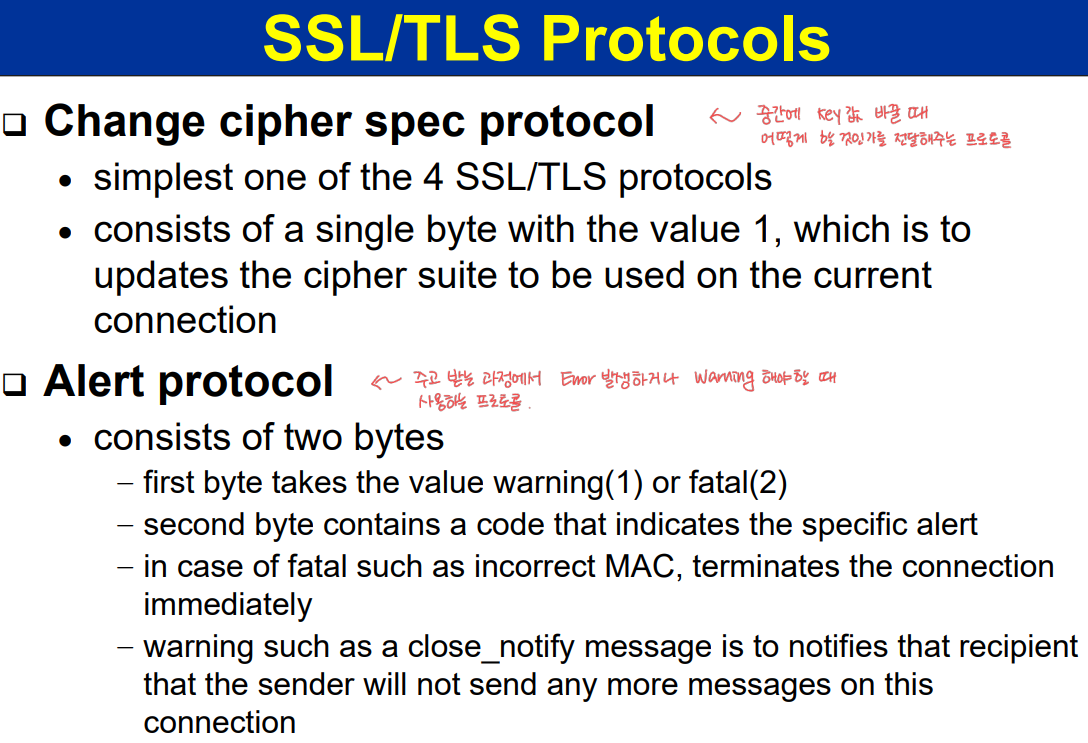 SSL/TLS Protocols
Change cipher spec protocol
중간에 key 값 바꿀 때
어떻게 할 것인가를 전달해주는 프로토콜
simplest one of the 4 SSL/TLS protocols
consists of a single byte with the value 1, which is to
updates the cipher suite to be used on the current
connection
Alert protocol
주고 받는 과정에서 Error 발생하거나 Warning 해야할 때
사용하는 프로토콜.
consists of two bytes
– first byte takes the value warning(1) or fatal(2)
– second byte contains a code that indicates the specific alert
– in case of fatal such as incorrect MAC, terminates the connection
immediately
– warning such as a close_notify message is to notifies that recipient
that the sender will not send any more messages on this
connection